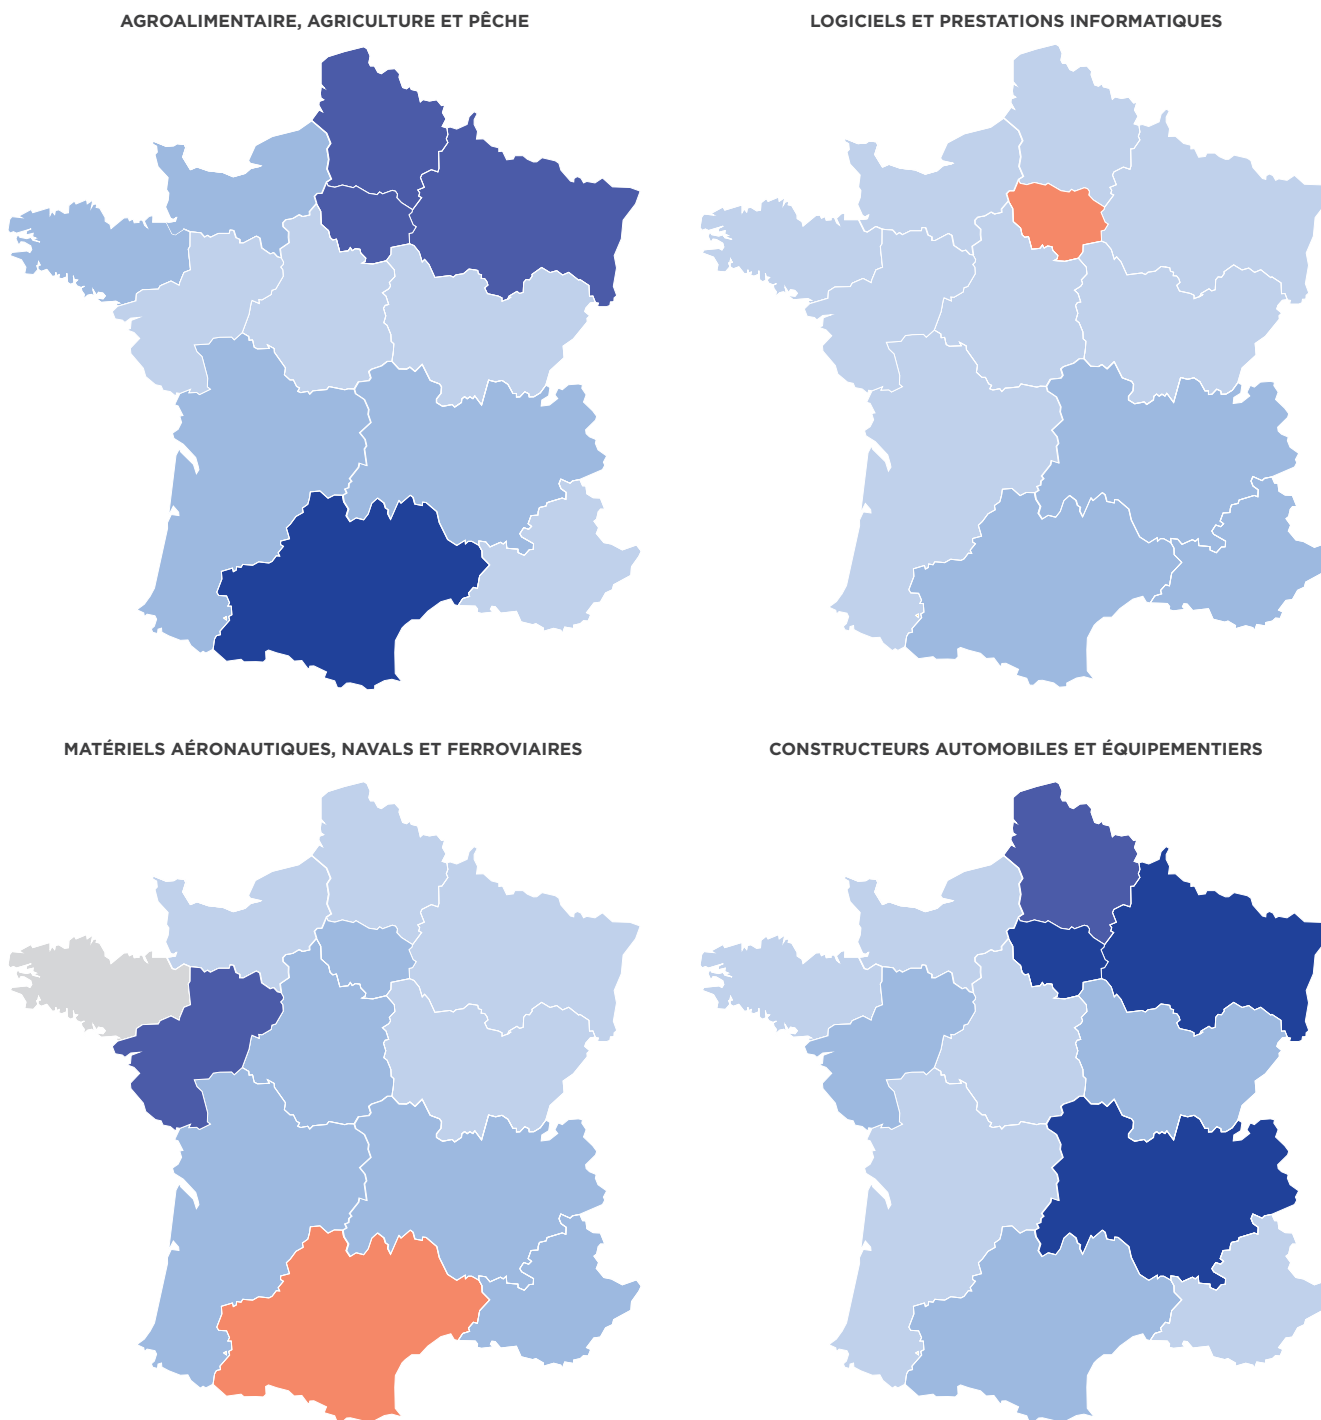 AGROALIMENTAIRE, AGRICULTURE ET PÊCHE
LOGICIELS ET PRESTATIONS INFORMATIQUES
MATÉRIELS AÉRONAUTIQUES, NAVALS ET FERROVIAIRES
CONSTRUCTEURS AUTOMOBILES ET ÉQUIPEMENTIERS